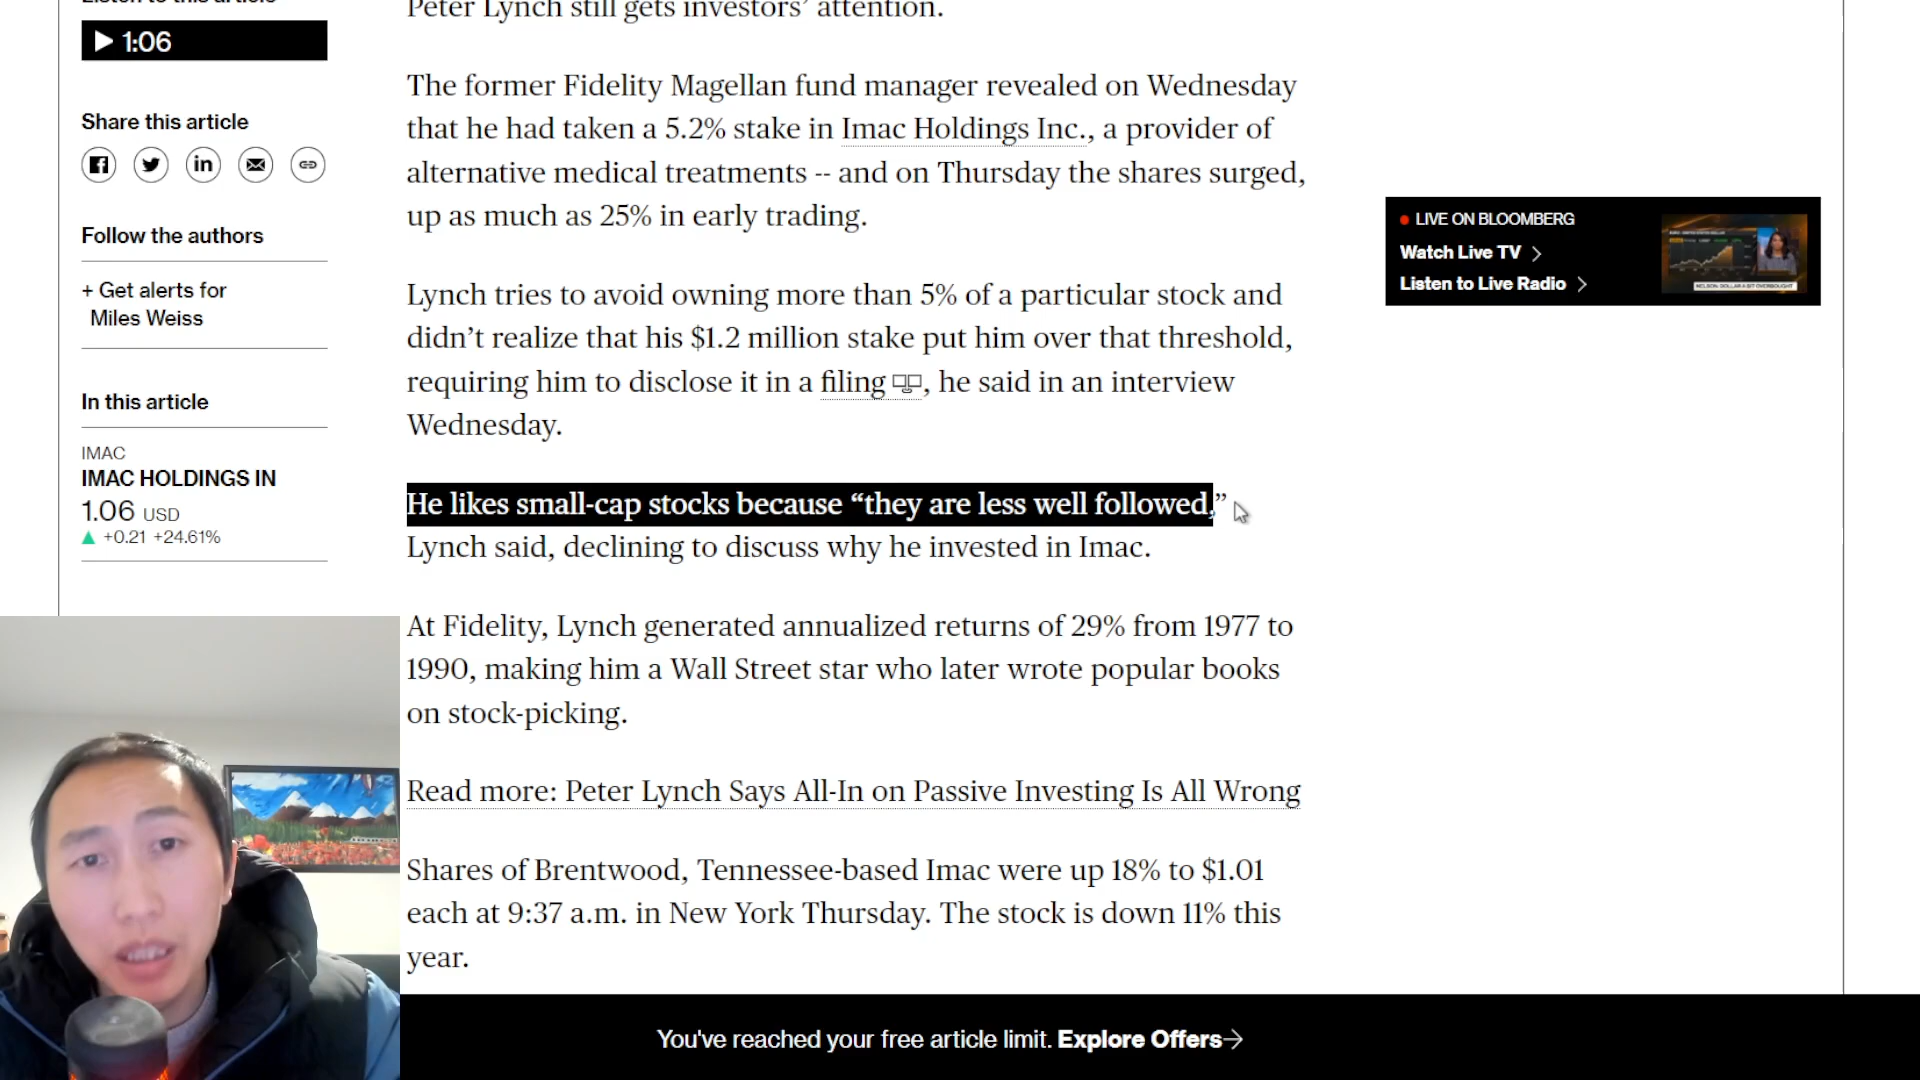 Listen to this article
1:06
Share this article
Follow the authors
+ Get alerts for
Miles Weiss
In this article
IMAC
IMAC HOLDINGS IN
1.06 USD
+0.21 +24.61%
Peter Lynch still gets investors’ attention.
The former Fidelity Magellan fund manager revealed on Wednesday
that he had taken a 5.2% stake in Imac Holdings Inc., a provider of
alternative medical treatments -- and on Thursday the shares surged,
up as much as 25% in early trading.
Lynch tries to avoid owning more than 5% of a particular stock and
didn’t realize that his $1.2 million stake put him over that threshold,
requiring him to disclose it in a filing, he said in an interview
Wednesday.
He likes small-cap stocks because “they are less well followed,”
Lynch said, declining to discuss why he invested in Imac.
At Fidelity, Lynch generated annualized returns of 29% from 1977 to
1990, making him a Wall Street star who later wrote popular books
on stock-picking.
Read more: Peter Lynch Says All-In on Passive Investing Is All Wrong
Shares of Brentwood, Tennessee-based Imac were up 18% to $1.01
each at 9:37 a.m. in New York Thursday. The stock is down 11% this
year.
LIVE ON BLOOMBERG
Watch Live TV
Listen to Live Radio
NELSON: DOLLAR A BIT OVERBOUGHT
You've reached your free article limit. Explore Offers